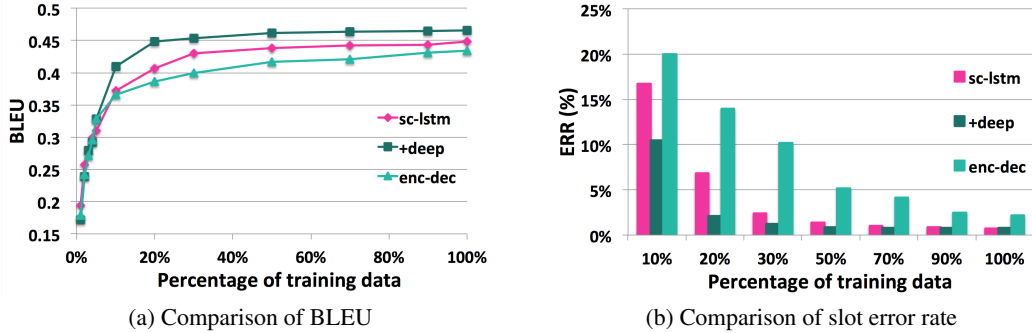 0.5
0.45
0.4
0.35
0.3
0.25
0.2
0.15
BLEU
sc-lstm
+deep
enc-dec
0% 20% 40% 60% 80% 100%
Percentage of training data
(a) Comparison of BLEU
25%
20%
15%
10%
5%
0%
ERR (%)
sc-lstm
+deep
enc-dec
10% 20% 30% 50% 70% 90% 100%
Percentage of training data
(b) Comparison of slot error rate